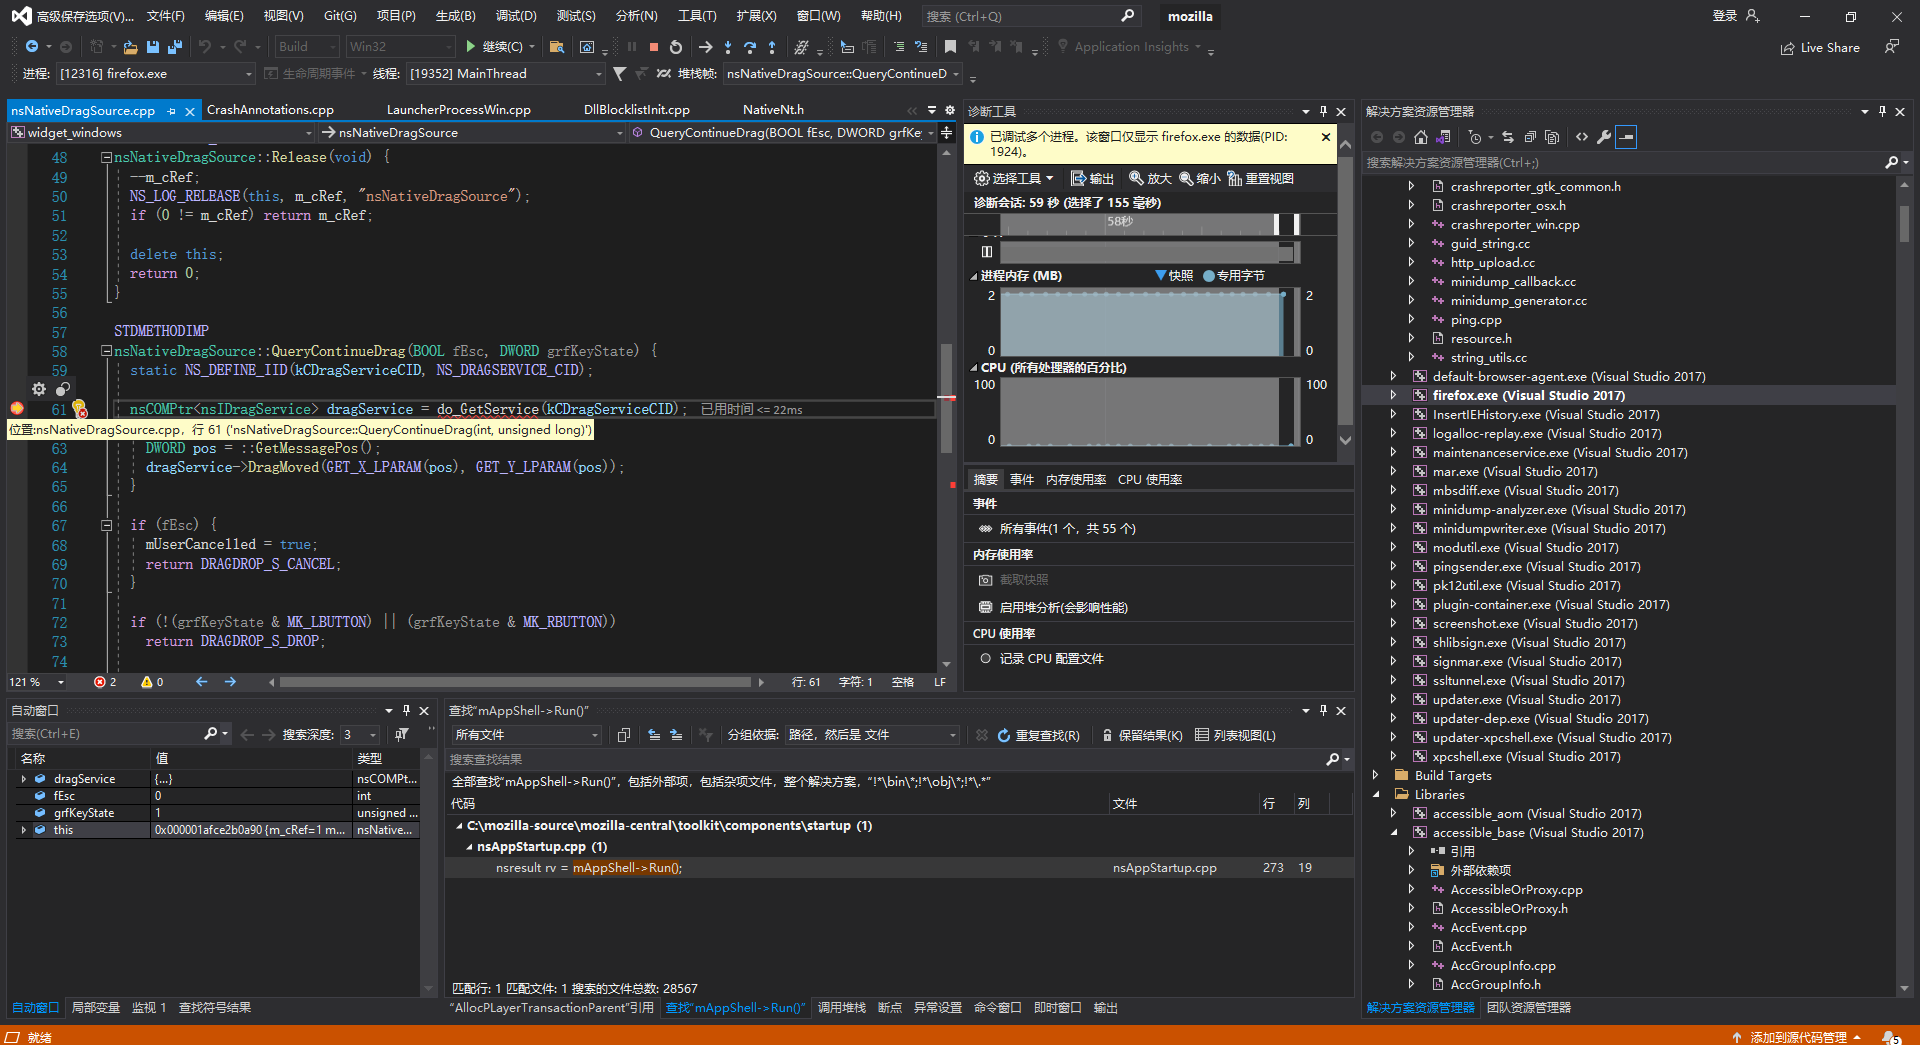 高级保存选项(V)... 文件(F) 编辑(E) 视图(V) Git(G) 项目(P) 生成(B) 调试(D) 测试(S) 分析(N) 工具(T) 扩展(X) 窗口(W) 帮助(H) 搜索 (Ctrl+Q) mozilla 登录
Build Win32 继续(C) Application Insights Live Share
进程: [12316] firefox.exe 生命周期事件 线程: [19352] MainThread 堆栈帧: nsNativeDragSource::QueryContinueD
nsNativeDragSource.cpp CrashAnnotations.cpp LauncherProcessWin.cpp DllBlocklistInit.cpp NativeNt.h
widget_windows nsNativeDragSource QueryContinueDrag(BOOL fEsc, DWORD grfKe
48 nsNativeDragSource::Release(void) {
49 --m_cRef;
50 NS_LOG_RELEASE(this, m_cRef, "nsNativeDragSource");
51 if (0 != m_cRef) return m_cRef;
52
53 delete this;
54 return 0;
55 }
56
57 STDMETHODIMP
58 nsNativeDragSource::QueryContinueDrag(BOOL fEsc, DWORD grfKeyState) {
59 static NS_DEFINE_IID(kCDragServiceCID, NS_DRAGSERVICE_CID);
61 nsCOMPtr<nsIDragService> dragService = do_GetService(kCDragServiceCID); 已用时间 <= 22ms
位置:nsNativeDragSource.cpp, 行 61 ('nsNativeDragSource::QueryContinueDrag(int, unsigned long)')
63 DWORD pos = ::GetMessagePos();
64 dragService->DragMoved(GET_X_LPARAM(pos), GET_Y_LPARAM(pos));
65 }
66
67 if (fEsc) {
68 mUserCancelled = true;
69 return DRAGDROP_S_CANCEL;
70 }
71
72 if (!(grfKeyState & MK_LBUTTON) || (grfKeyState & MK_RBUTTON))
73 return DRAGDROP_S_DROP;
74
121 % 2 0 行: 61 字符: 1 空格 LF
诊断工具
已调试多个进程。该窗口仅显示 firefox.exe 的数据(PID:
1924)。
选择工具 输出 放大 缩小 重置视图
诊断会话: 59 秒 (选择了 155 毫秒)
58秒
进程内存 (MB) 快照 专用字节
2 2
0 0
CPU (所有处理器的百分比)
100 100
0 0
摘要 事件 内存使用率 CPU 使用率
事件
所有事件(1 个，共 55 个)
内存使用率
截取快照
启用堆分析(会影响性能)
CPU 使用率
记录 CPU 配置文件
解决方案资源管理器
搜索解决方案资源管理器(Ctrl+;)
crashreporter_gtk_common.h
crashreporter_osx.h
crashreporter_win.cpp
guid_string.cc
http_upload.cc
minidump_callback.cc
minidump_generator.cc
ping.cpp
resource.h
string_utils.cc
default-browser-agent.exe (Visual Studio 2017)
firefox.exe (Visual Studio 2017)
InsertIEHistory.exe (Visual Studio 2017)
logalloc-replay.exe (Visual Studio 2017)
maintenanceservice.exe (Visual Studio 2017)
mar.exe (Visual Studio 2017)
mbsdiff.exe (Visual Studio 2017)
minidump-analyzer.exe (Visual Studio 2017)
minidumpwriter.exe (Visual Studio 2017)
modutil.exe (Visual Studio 2017)
pingsender.exe (Visual Studio 2017)
pk12util.exe (Visual Studio 2017)
plugin-container.exe (Visual Studio 2017)
screenshot.exe (Visual Studio 2017)
shlibsign.exe (Visual Studio 2017)
signmar.exe (Visual Studio 2017)
ssltunnel.exe (Visual Studio 2017)
updater.exe (Visual Studio 2017)
updater-dep.exe (Visual Studio 2017)
updater-xpcshell.exe (Visual Studio 2017)
xpcshell.exe (Visual Studio 2017)
Build Targets
Libraries
accessible_aom (Visual Studio 2017)
accessible_base (Visual Studio 2017)
引用
外部依赖项
AccessibleOrProxy.cpp
AccessibleOrProxy.h
AccEvent.cpp
AccEvent.h
AccGroupInfo.cpp
AccGroupInfo.h
解决方案资源管理器 团队资源管理器
自动窗口
搜索(Ctrl+E) 搜索深度: 3
名称 值 类型
dragService {...} nsCOMPt...
fEsc 0 int
grfKeyState 1 unsigned ...
this 0x000001afce2b0a90 {m_cRef=1 m... nsNative...
自动窗口 局部变量 监视 1 查找符号结果
查找"mAppShell->Run()"
所有文件 分组依据: 路径，然后是 文件 重复查找(R) 保留结果(K) 列表视图(L)
搜索查找结果
全部查找"mAppShell->Run()"，包括外部项，包括杂项文件，整个解决方案，"!*\bin\*;!*\obj\*;!*\.*"
代码 文件 行 列
C:\mozilla-source\mozilla-central\toolkit\components\startup (1)
nsAppStartup.cpp (1)
nsresult rv = mAppShell->Run(); nsAppStartup.cpp 273 19
匹配行: 1 匹配文件: 1 搜索的文件总数: 28567
"AllocPLayerTransactionParent"引用 查找"mAppShell->Run()" 调用堆栈 断点 异常设置 命令窗口 即时窗口 输出
就绪 添加到源代码管理 5